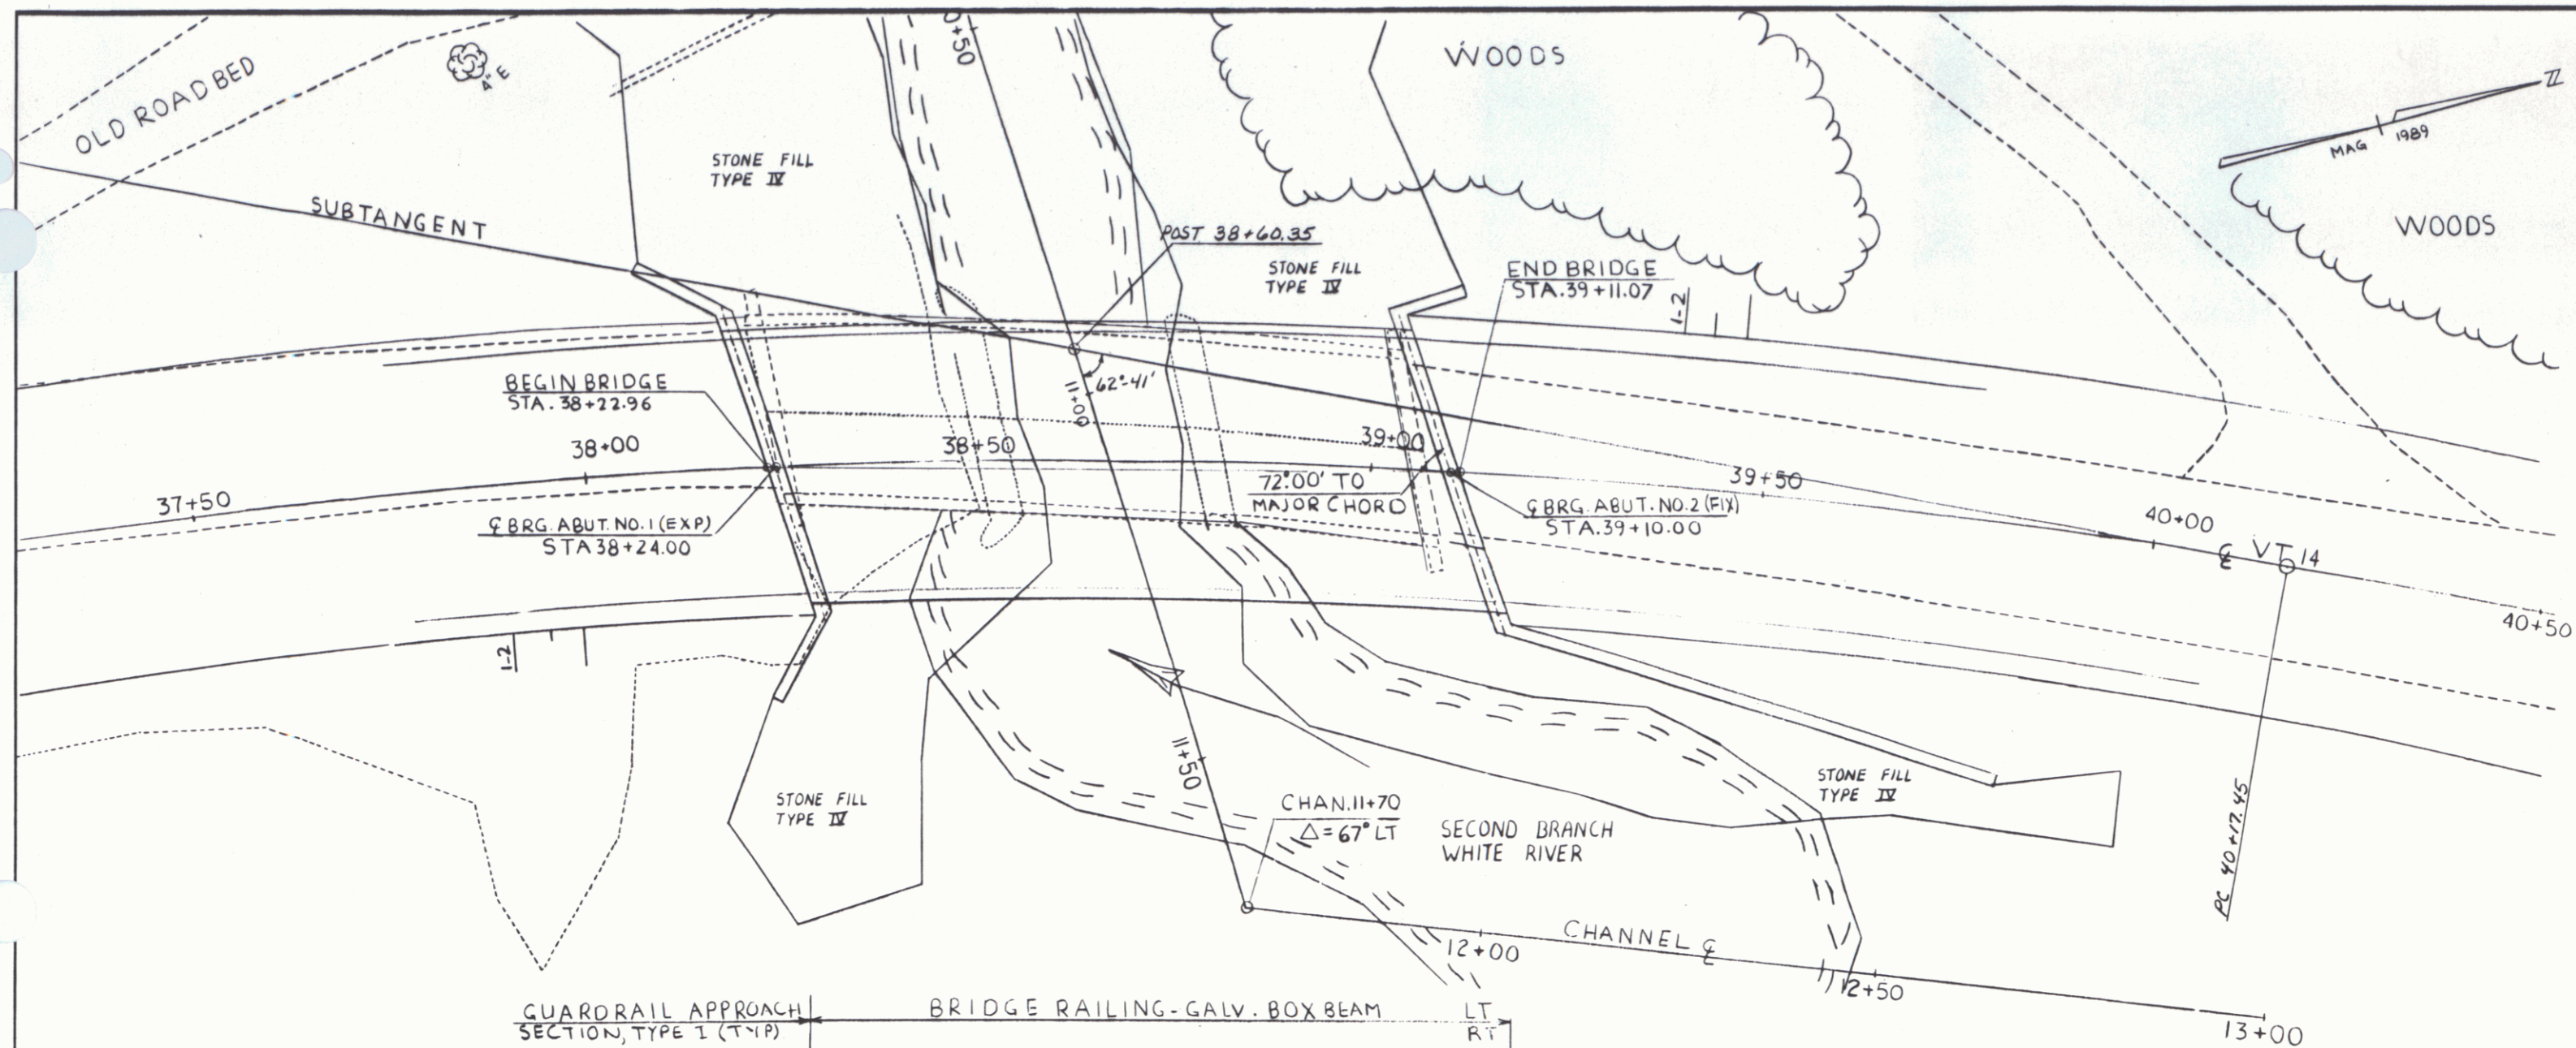 OLD ROAD BED
4" E
0+50
WOODS
MAG 1989
WOODS
STONE FILL
TYPE IV
SUBTANGENT
POST 38+60.35
STONE FILL
TYPE IV
END BRIDGE
STA. 39+11.07
1-2
BEGIN BRIDGE
STA. 38+22.96
62°-41'
11+00
37+50
38+00
38+50
39+00
39+50
40+00
40+50
72°00' TO
MAJOR CHORD
℄ BRG. ABUT. NO. 1 (EXP)
STA 38+24.00
℄ BRG. ABUT. NO. 2 (FIX)
STA. 39+10.00
℄ VT 14
1-2
11+50
STONE FILL
TYPE IV
CHAN. 11+70
Δ = 67° LT
SECOND BRANCH
WHITE RIVER
STONE FILL
TYPE IV
PC 40+17.45
12+00
CHANNEL ℄
12+50
13+00
GUARDRAIL APPROACH
SECTION, TYPE I (TYP)
BRIDGE RAILING - GALV. BOX BEAM
LT
RT